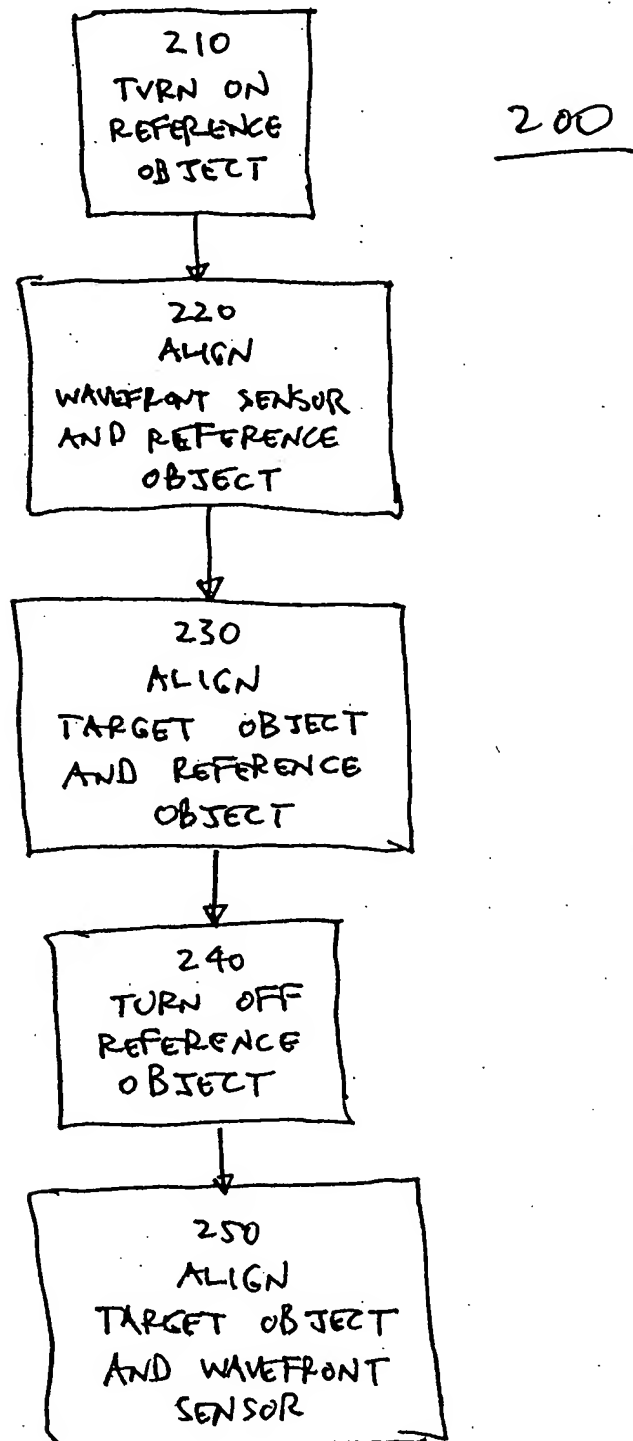 200
210
TURN ON
REFERENCE
OBJECT
220
ALIGN
WAVEFRONT SENSOR
AND REFERENCE
OBJECT
230
ALIGN
TARGET OBJECT
AND REFERENCE
OBJECT
240
TURN OFF
REFERENCE
OBJECT
250
ALIGN
TARGET OBJECT
AND WAVEFRONT
SENSOR